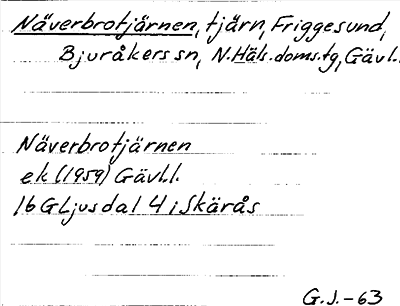 Näverbrotjärnen, tjärn, Friggesund,
Bjuråkers sn, N. Häls. doms. tg, Gävl.
Näverbrotjärnen
ek (1959) Gävl.l.
16 G Ljusdal 4 i Skärås
G.J.-63